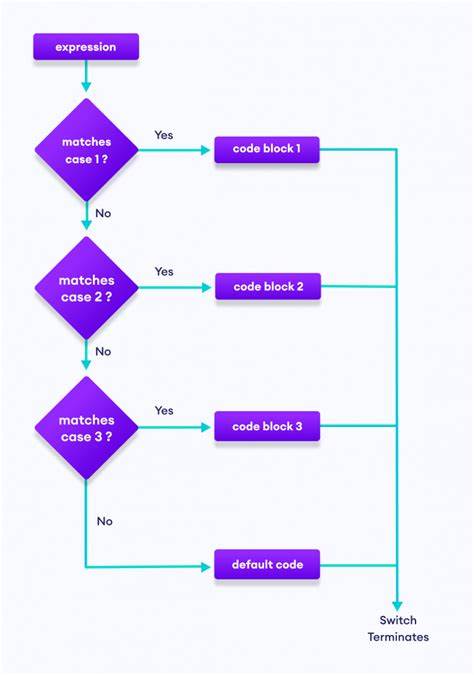 expression
matches
case 1 ?
Yes
code block 1
No
matches
case 2 ?
Yes
code block 2
No
matches
case 3 ?
Yes
code block 3
No
default code
Switch
Terminates